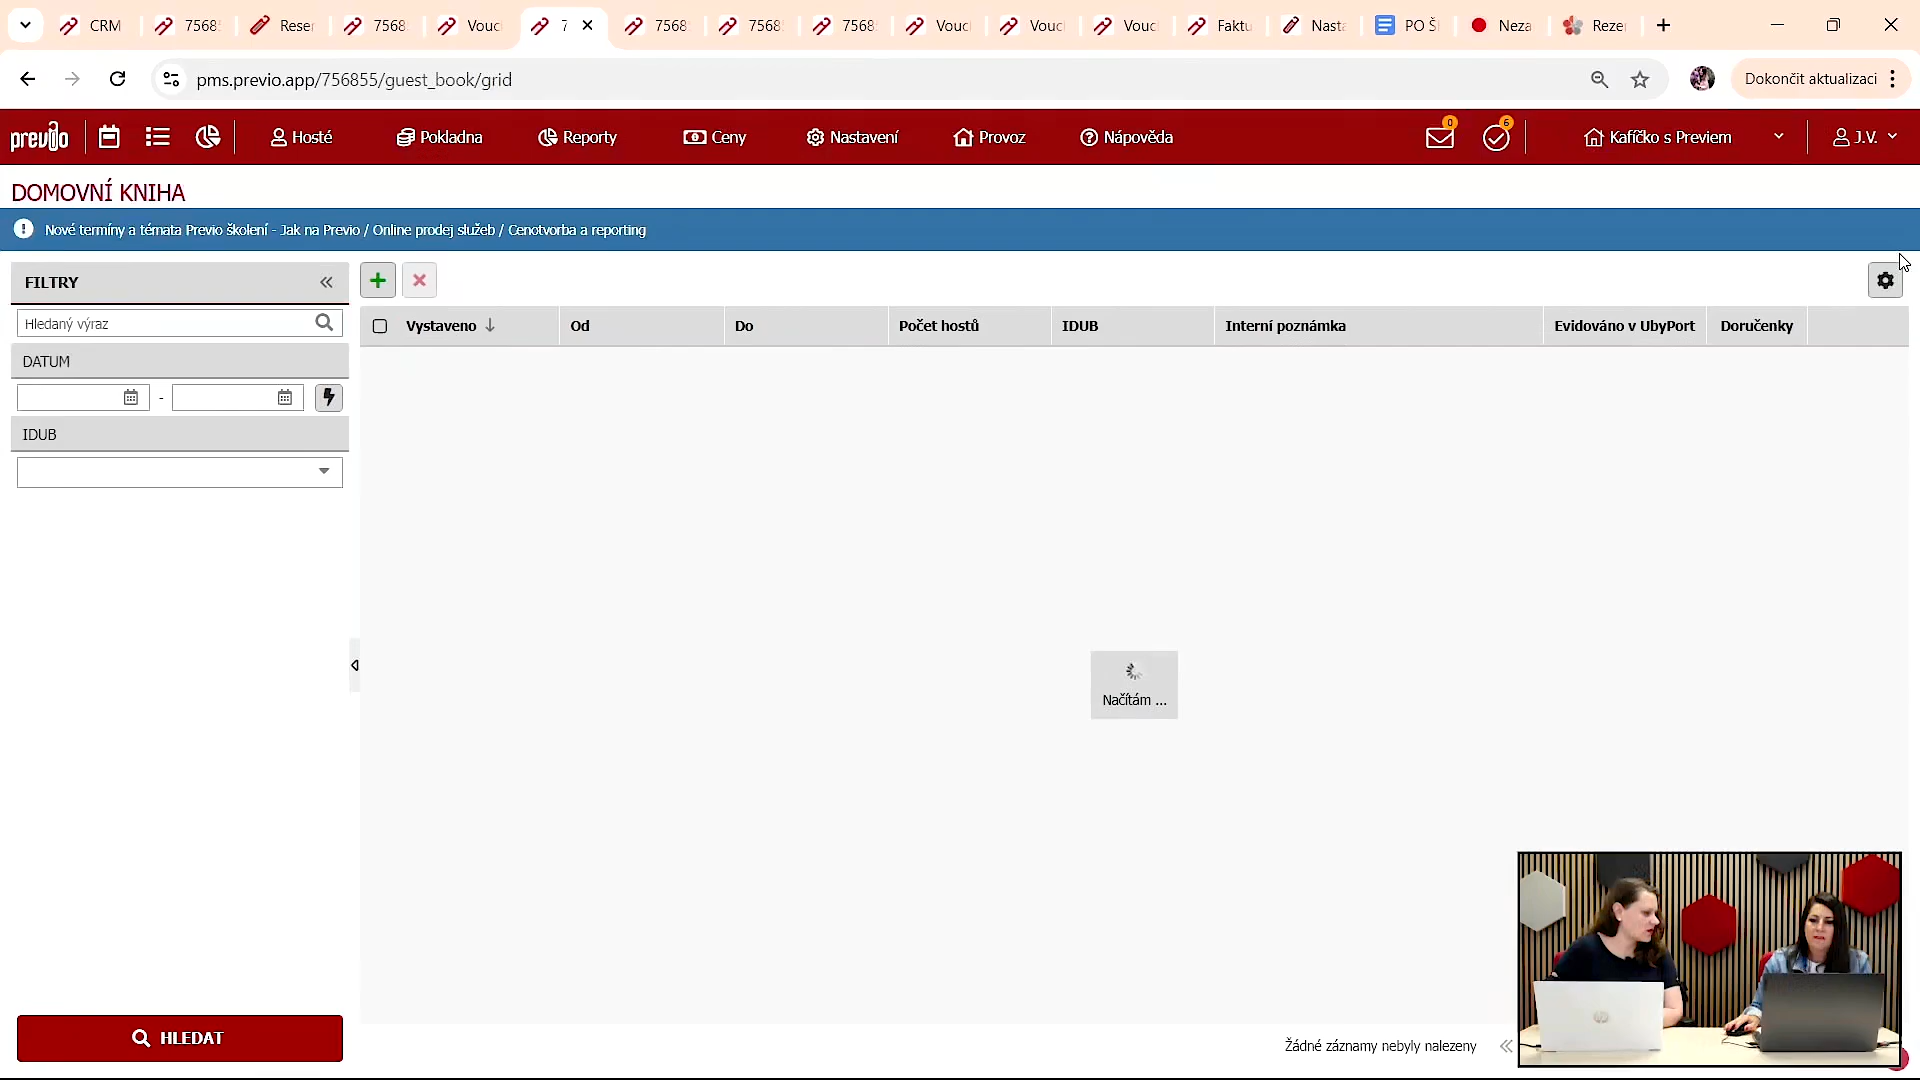 CRM
7568
Reser
7568
Vouc
7
7568
7568
7568
Vouc
Vouc
Vouc
Faktu
Nasta
PO Š
Neza
Rezer
pms.previo.app/756855/guest_book/grid
Dokončit aktualizaci
previo
Hosté
Pokladna
Reporty
Ceny
Nastavení
Provoz
Nápověda
0
6
Kafíčko s Previem
J.V.
DOMOVNÍ KNIHA
Nové termíny a témata Previo školení - Jak na Previo / Online prodej služeb / Cenotvorba a reporting
FILTRY
Hledaný výraz
DATUM
-
IDUB
HLEDAT
Vystaveno
Od
Do
Počet hostů
IDUB
Interní poznámka
Evidováno v UbyPort
Doručenky
Načítám ...
Žádné záznamy nebyly nalezeny